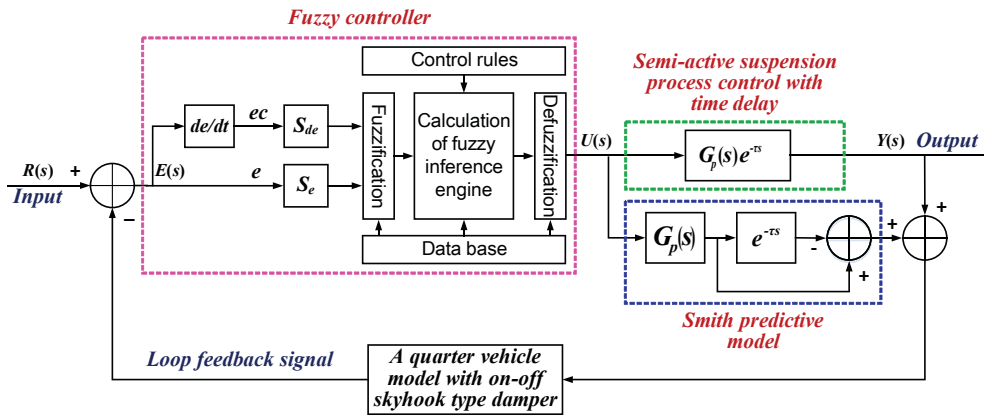 Fuzzy controller
Control rules
Semi-active suspension
process control with
time delay
de/dt
ec
S_de
Fuzzification
Calculation
of fuzzy
inference
engine
Defuzzification
U(s)
G_p(s)e^-τs
Y(s)
Output
R(s)
+
Input
−
E(s)
e
S_e
Data base
G_p(s)
e^-τs
-
+
+
+
Smith predictive
model
Loop feedback signal
A quarter vehicle
model with on-off
skyhook type damper